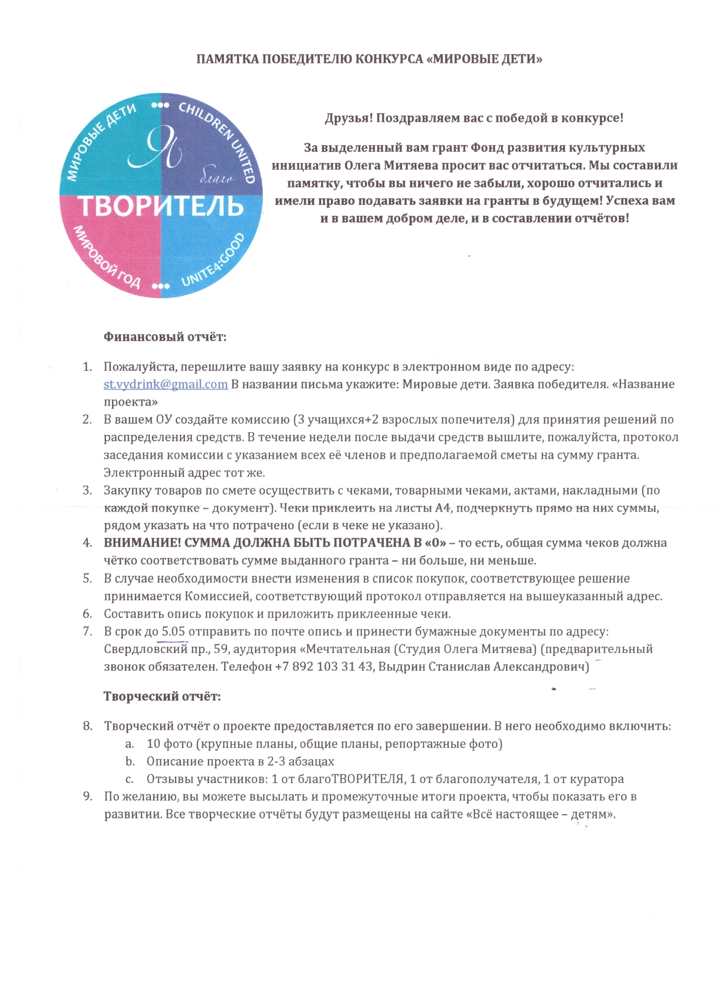 ПАМЯТКА ПОБЕДИТЕЛЮ КОНКУРСА «МИРОВЫЕ ДЕТИ»
МИРОВЫЕ ДЕТИ ••• CHILDREN UNITED
Я
благо
ТВОРИТЕЛЬ
МИРОВОЙ ГОД ••• UNITE4:GOOD
Друзья! Поздравляем вас с победой в конкурсе!
За выделенный вам грант Фонд развития культурных
инициатив Олега Митяева просит вас отчитаться. Мы составили
памятку, чтобы вы ничего не забыли, хорошо отчитались и
имели право подавать заявки на гранты в будущем! Успеха вам
и в вашем добром деле, и в составлении отчётов!
Финансовый отчёт:
1. Пожалуйста, перешлите вашу заявку на конкурс в электронном виде по адресу:
st.vydrink@gmail.com В названии письма укажите: Мировые дети. Заявка победителя. «Название
проекта»
2. В вашем ОУ создайте комиссию (3 учащихся+2 взрослых попечителя) для принятия решений по
распределения средств. В течение недели после выдачи средств вышлите, пожалуйста, протокол
заседания комиссии с указанием всех её членов и предполагаемой сметы на сумму гранта.
Электронный адрес тот же.
3. Закупку товаров по смете осуществить с чеками, товарными чеками, актами, накладными (по
каждой покупке – документ). Чеки приклеить на листы А4, подчеркнуть прямо на них суммы,
рядом указать на что потрачено (если в чеке не указано).
4. ВНИМАНИЕ! СУММА ДОЛЖНА БЫТЬ ПОТРАЧЕНА В «0» – то есть, общая сумма чеков должна
чётко соответствовать сумме выданного гранта – ни больше, ни меньше.
5. В случае необходимости внести изменения в список покупок, соответствующее решение
принимается Комиссией, соответствующий протокол отправляется на вышеуказанный адрес.
6. Составить опись покупок и приложить приклеенные чеки.
7. В срок до 5.05 отправить по почте опись и принести бумажные документы по адресу:
Свердловский пр., 59, аудитория «Мечтательная (Студия Олега Митяева) (предварительный
звонок обязателен. Телефон +7 892 103 31 43, Выдрин Станислав Александрович)
Творческий отчёт:
8. Творческий отчёт о проекте предоставляется по его завершении. В него необходимо включить:
a. 10 фото (крупные планы, общие планы, репортажные фото)
b. Описание проекта в 2-3 абзацах
c. Отзывы участников: 1 от благоТВОРИТЕЛЯ, 1 от благополучателя, 1 от куратора
9. По желанию, вы можете высылать и промежуточные итоги проекта, чтобы показать его в
развитии. Все творческие отчёты будут размещены на сайте «Всё настоящее – детям».